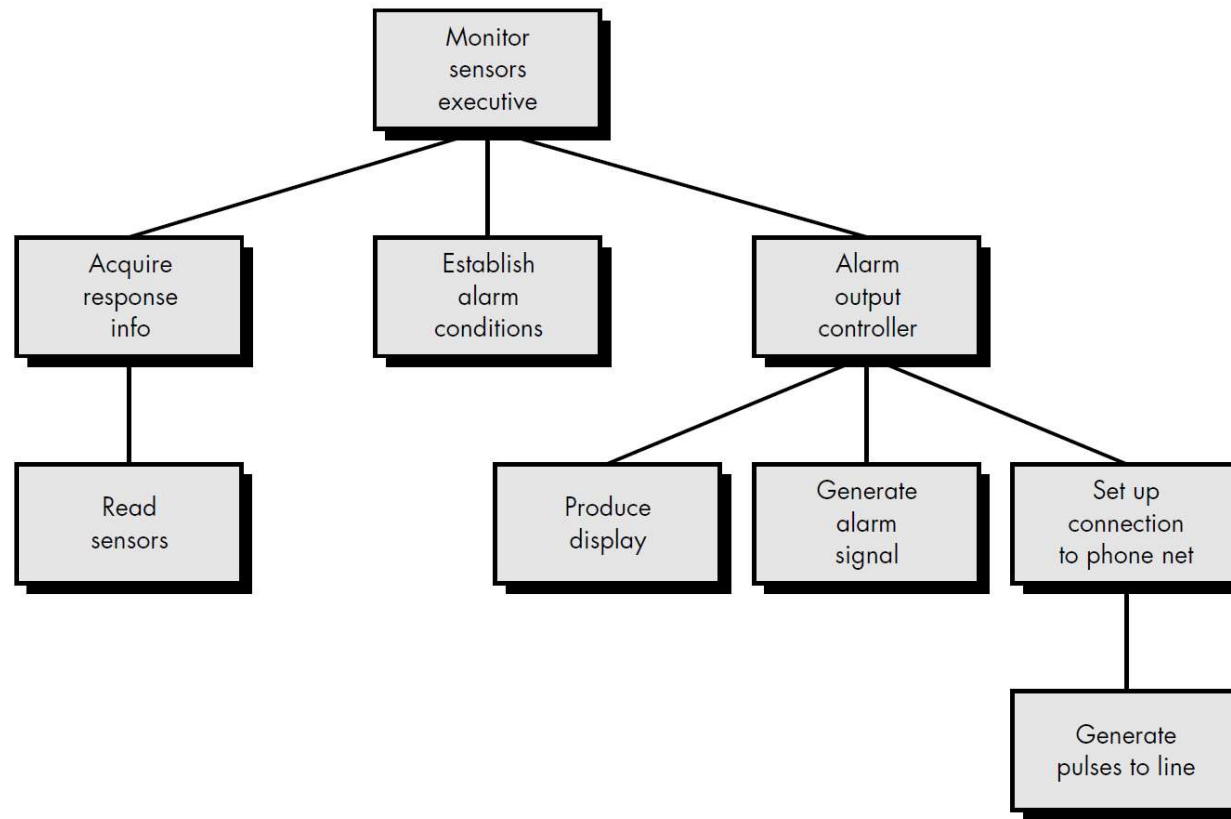 Monitor
sensors
executive
Acquire
response
info
Establish
alarm
conditions
Alarm
output
controller
Read
sensors
Produce
display
Generate
alarm
signal
Set up
connection
to phone net
Generate
pulses to line